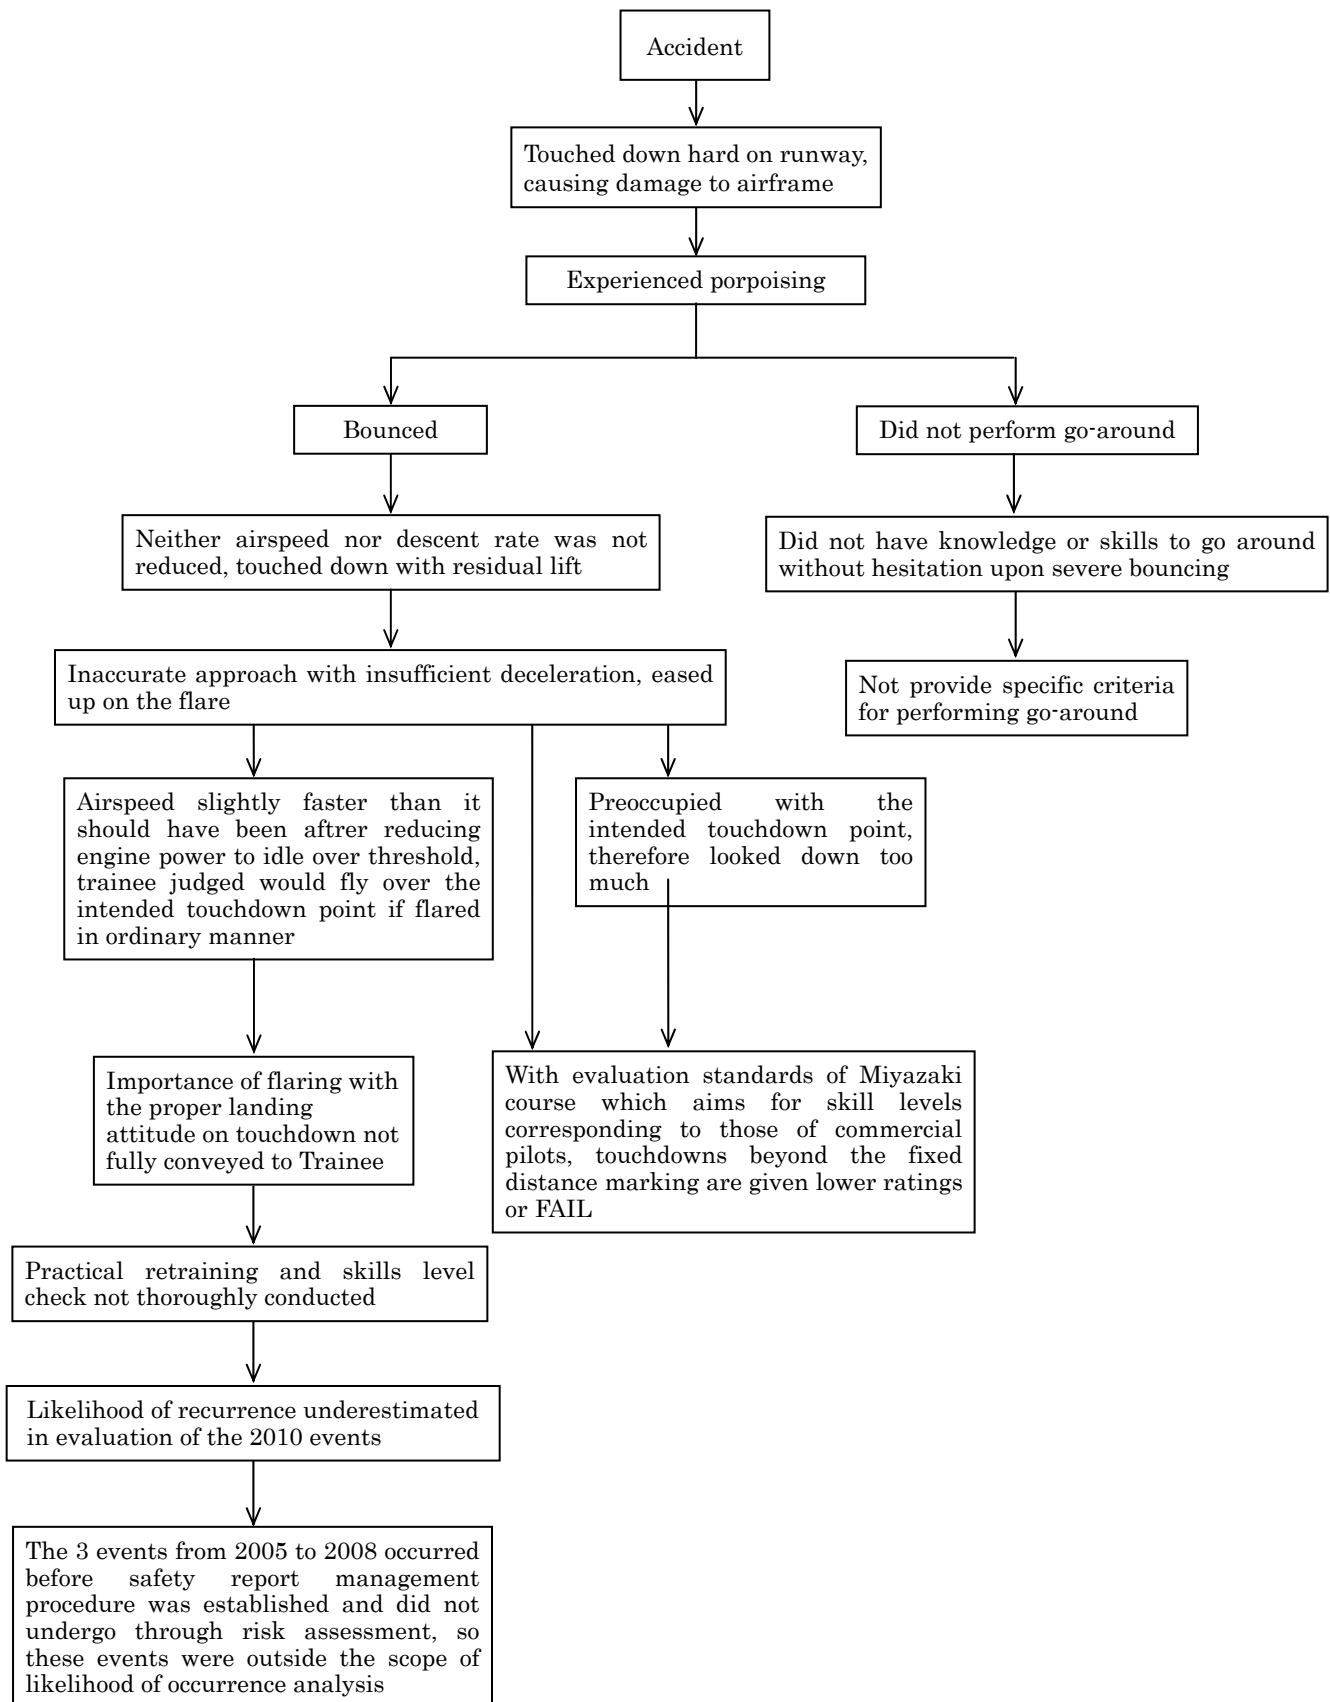 Accident
Touched down hard on runway,
causing damage to airframe
Experienced porpoising
Bounced
Did not perform go-around
Neither airspeed nor descent rate was not
reduced, touched down with residual lift
Did not have knowledge or skills to go around
without hesitation upon severe bouncing
Inaccurate approach with insufficient deceleration, eased
up on the flare
Not provide specific criteria
for performing go-around
Airspeed slightly faster than it
should have been aftrer reducing
engine power to idle over threshold,
trainee judged would fly over the
intended touchdown point if flared
in ordinary manner
Preoccupied with the
intended touchdown point,
therefore looked down too
much
Importance of flaring with
the proper landing
attitude on touchdown not
fully conveyed to Trainee
With evaluation standards of Miyazaki
course which aims for skill levels
corresponding to those of commercial
pilots, touchdowns beyond the fixed
distance marking are given lower ratings
or FAIL
Practical retraining and skills level
check not thoroughly conducted
Likelihood of recurrence underestimated
in evaluation of the 2010 events
The 3 events from 2005 to 2008 occurred
before safety report management
procedure was established and did not
undergo through risk assessment, so
these events were outside the scope of
likelihood of occurrence analysis